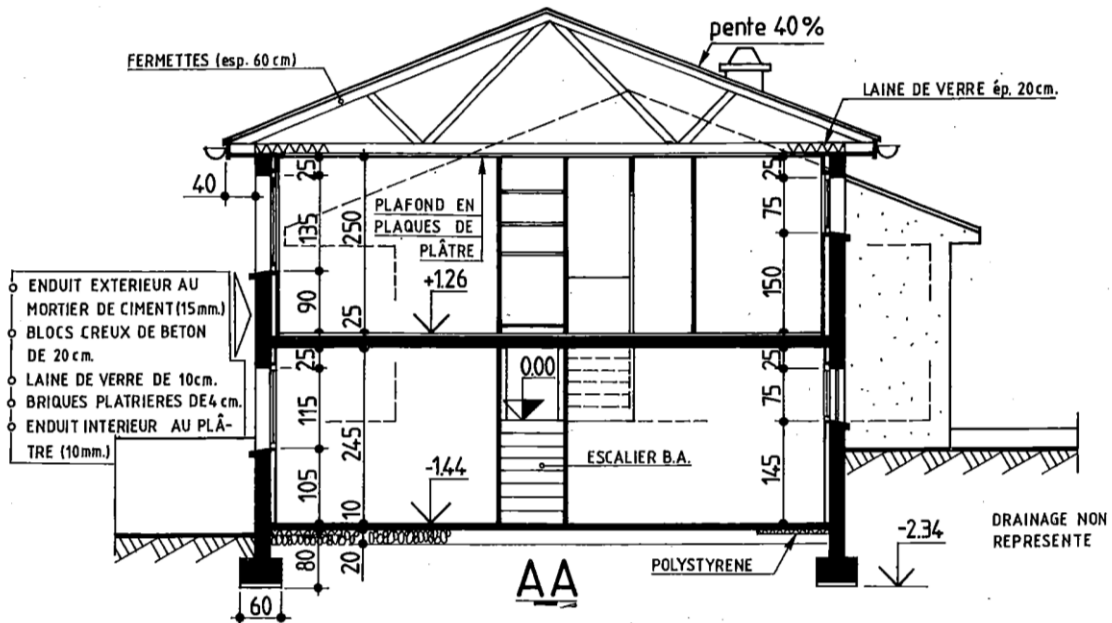 pente 40%
FERMETTES (esp. 60 cm)
LAINE DE VERRE ép. 20cm.
40
25
135
90
25
115
105
80
250
25
245
10
20
PLAFOND EN
PLAQUES DE
PLÂTRE
+1.26
25
75
150
25
75
145
ENDUIT EXTERIEUR AU
MORTIER DE CIMENT (15mm.)
BLOCS CREUX DE BETON
DE 20 cm.
LAINE DE VERRE DE 10cm.
BRIQUES PLATRIERES DE 4 cm.
ENDUIT INTERIEUR AU PLÂ-
TRE (10mm.)
0.00
ESCALIER B.A.
-1.44
-2.34
DRAINAGE NON
REPRESENTE
POLYSTYRENE
60
AA